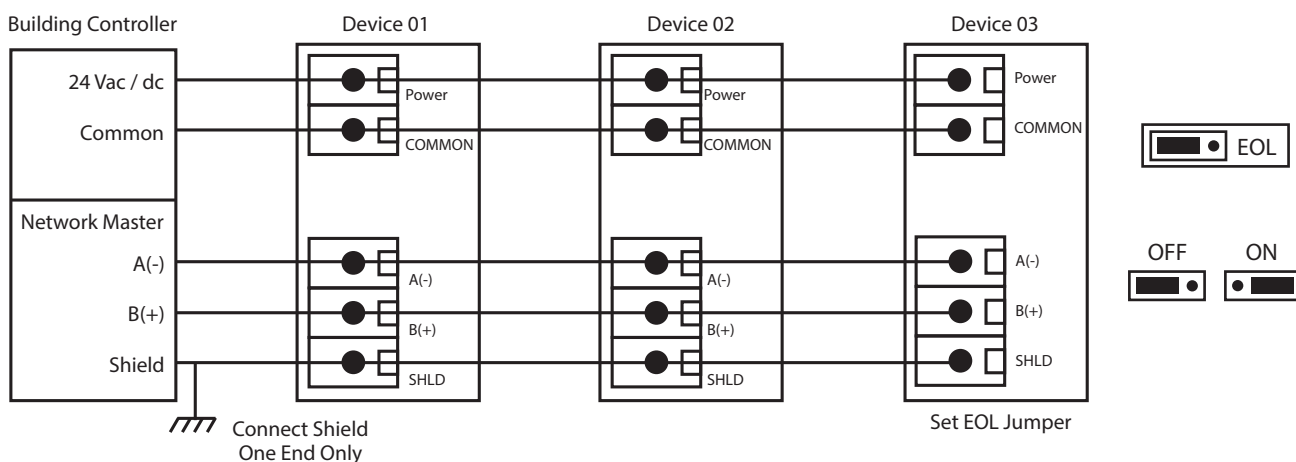 Building Controller
Device 01
Device 02
Device 03
24 Vac / dc
Common
Power
COMMON
Power
COMMON
Power
COMMON
EOL
Network Master
A(-)
B(+)
Shield
A(-)
B(+)
SHLD
A(-)
B(+)
SHLD
A(-)
B(+)
SHLD
OFF
ON
Connect Shield
One End Only
Set EOL Jumper